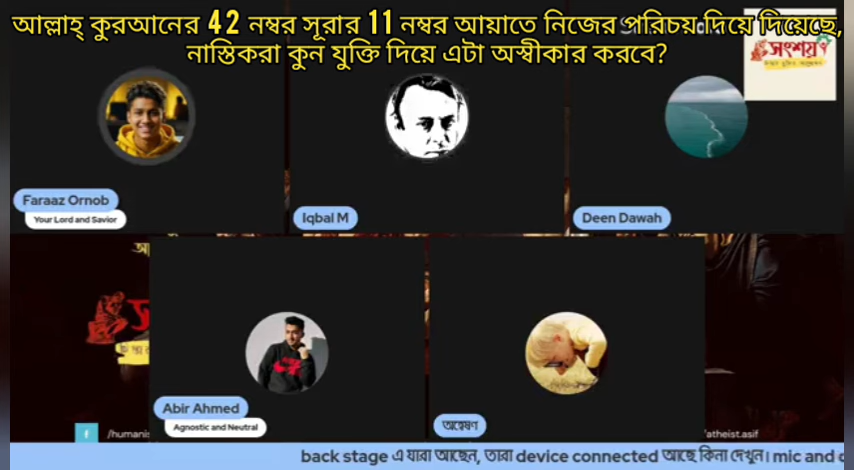 আল্লাহ্ কুরআনের 42 নম্বর সূরার 11 নম্বর আয়াতে নিজের পরিচয় দিয়ে দিয়েছে,
নাস্তিকরা কুন যুক্তি দিয়ে এটা অস্বীকার করবে?
সংশয়
Faraaz Ornob
Your Lord and Savior
Iqbal M
Deen Dawah
Abir Ahmed
Agnostic and Neutral
অন্বেষণ
/humanis
/atheist.asif
back stage এ যারা আছেন, তারা device connected আছে কিনা দেখুন। mic and